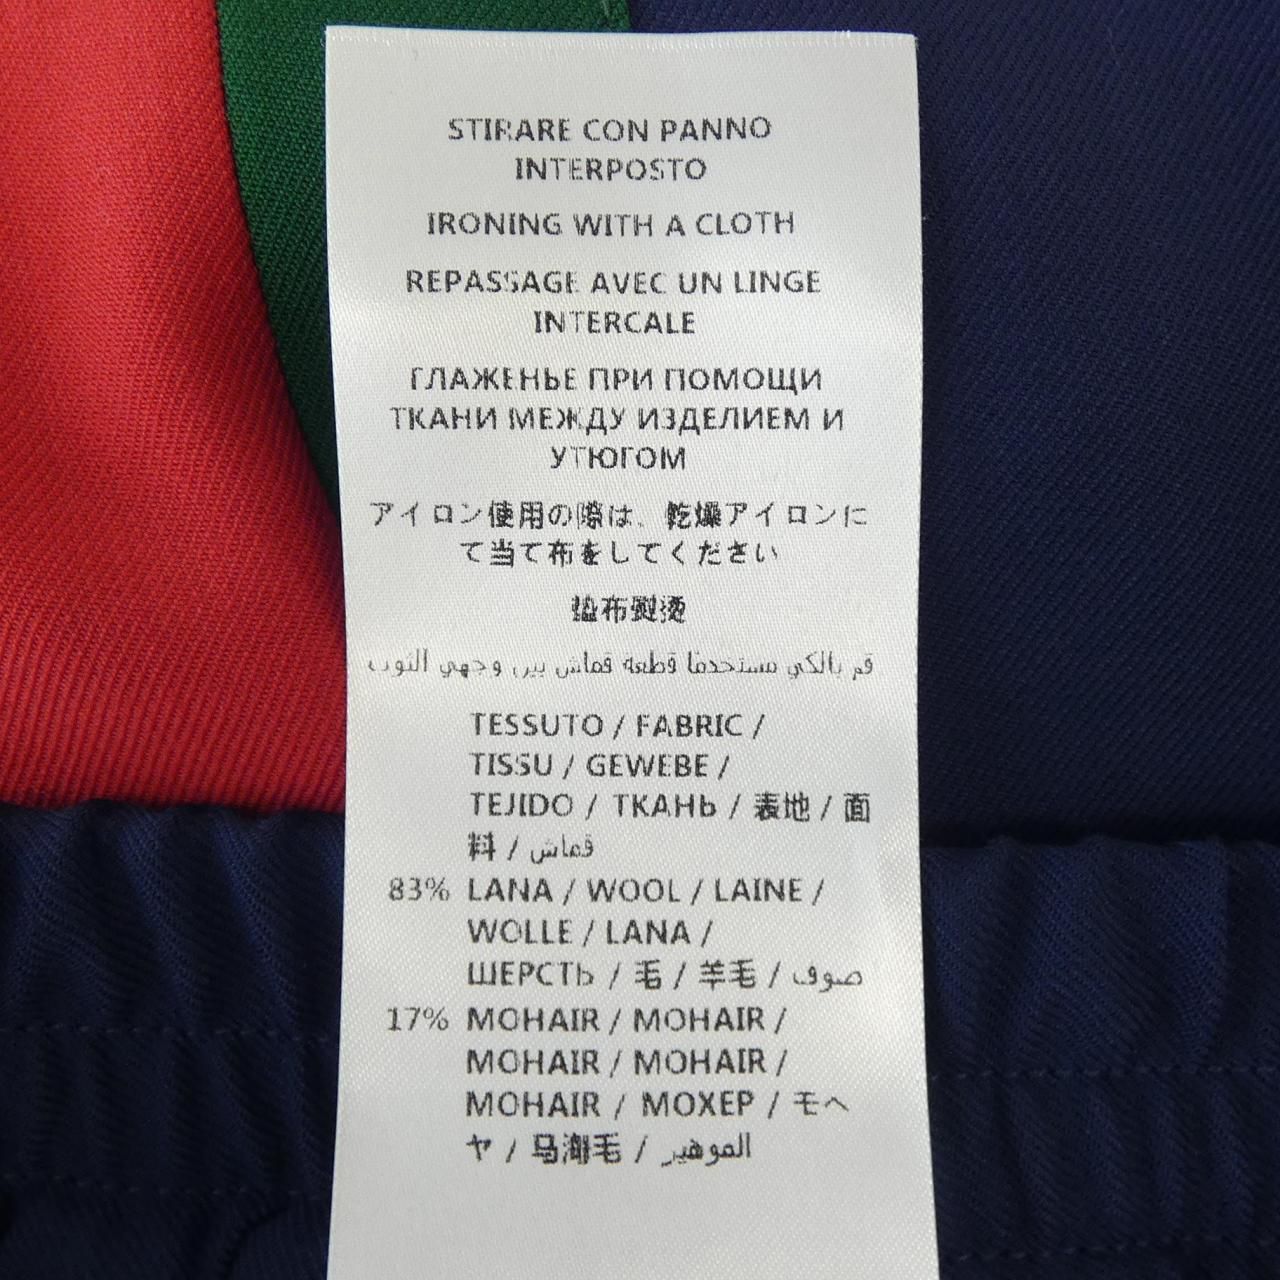 STIRARE CON PANNO
INTERPOSTO
IRONING WITH A CLOTH
REPASSAGE AVEC UN LINGE
INTERCALE
ГЛАЖЕНЬЕ ПРИ ПОМОЩИ
ТКАНИ МЕЖДУ ИЗДЕЛИЕМ И
УТЮГОМ
アイロン使用の際は、乾燥アイロンに
て当て布をしてください
垫布熨烫
قم بالكي مستخدما قطعة قماش بين وجهي الثوب
TESSUTO / FABRIC /
TISSU / GEWEBE /
TEJIDO / ТКАНЬ / 表地 / 面
料 / قماش
83% LANA / WOOL / LAINE /
WOLLE / LANA /
ШЕРСТЬ / 毛 / 羊毛 / صوف
17% MOHAIR / MOHAIR /
MOHAIR / MOHAIR /
MOHAIR / МОХЕР / モヘ
ヤ / 马海毛 / الموهير